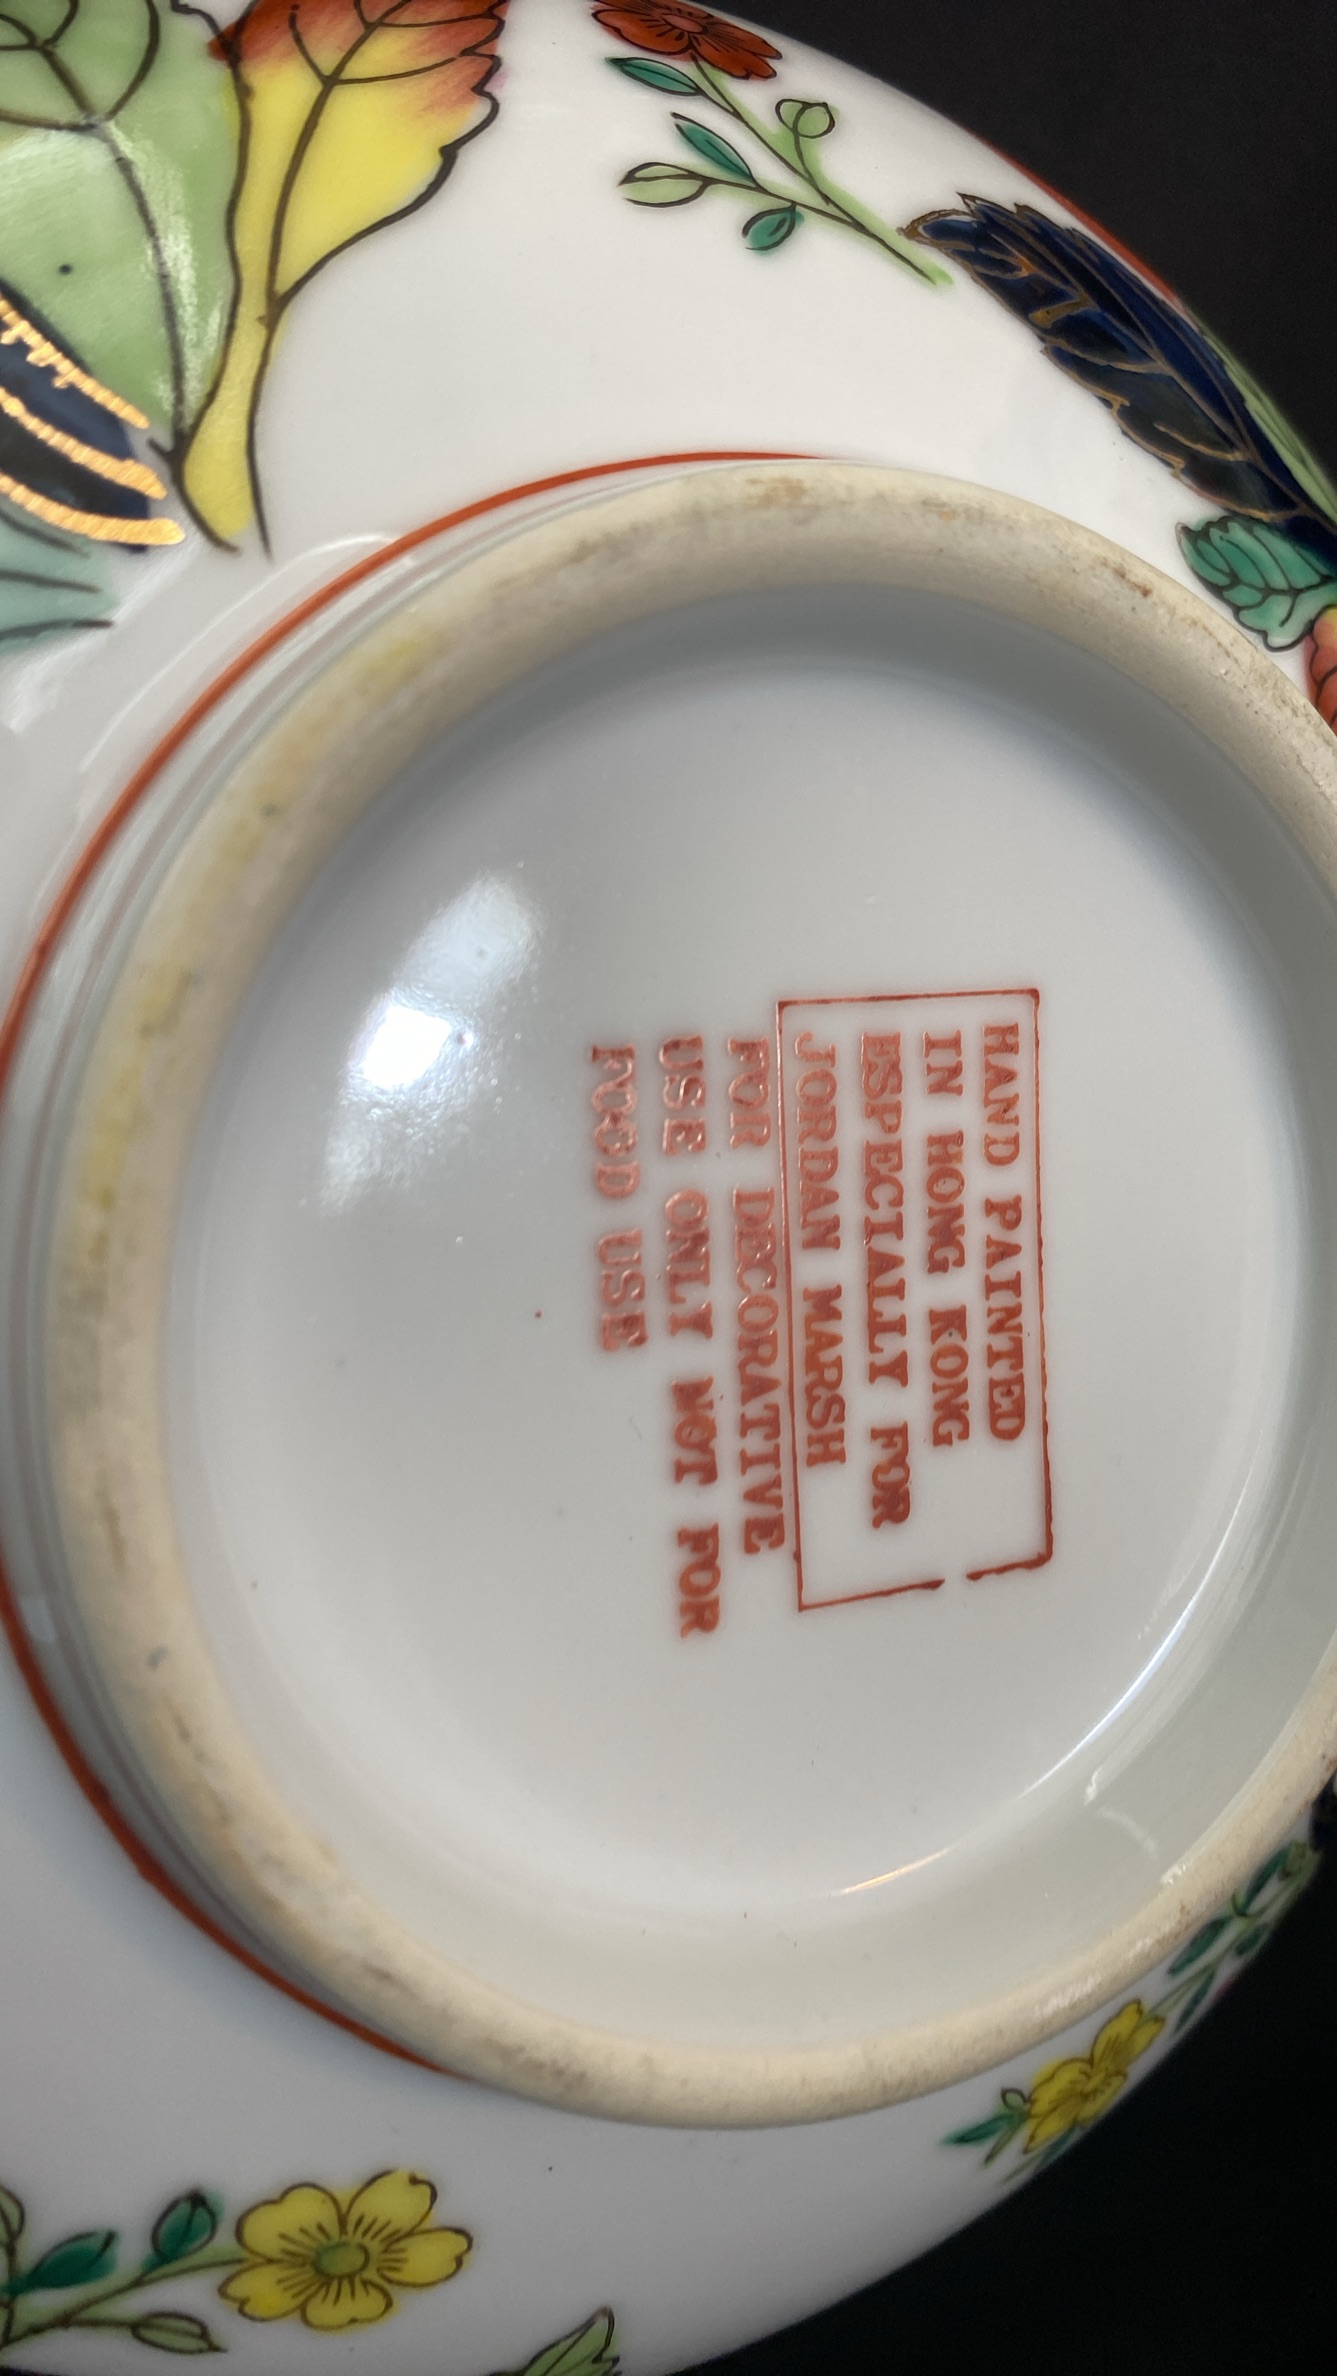 HAND PAINTED
IN HONG KONG
ESPECIALLY FOR
JORDAN MARSH
FOR DECORATIVE
USE ONLY NOT FOR
FOOD USE